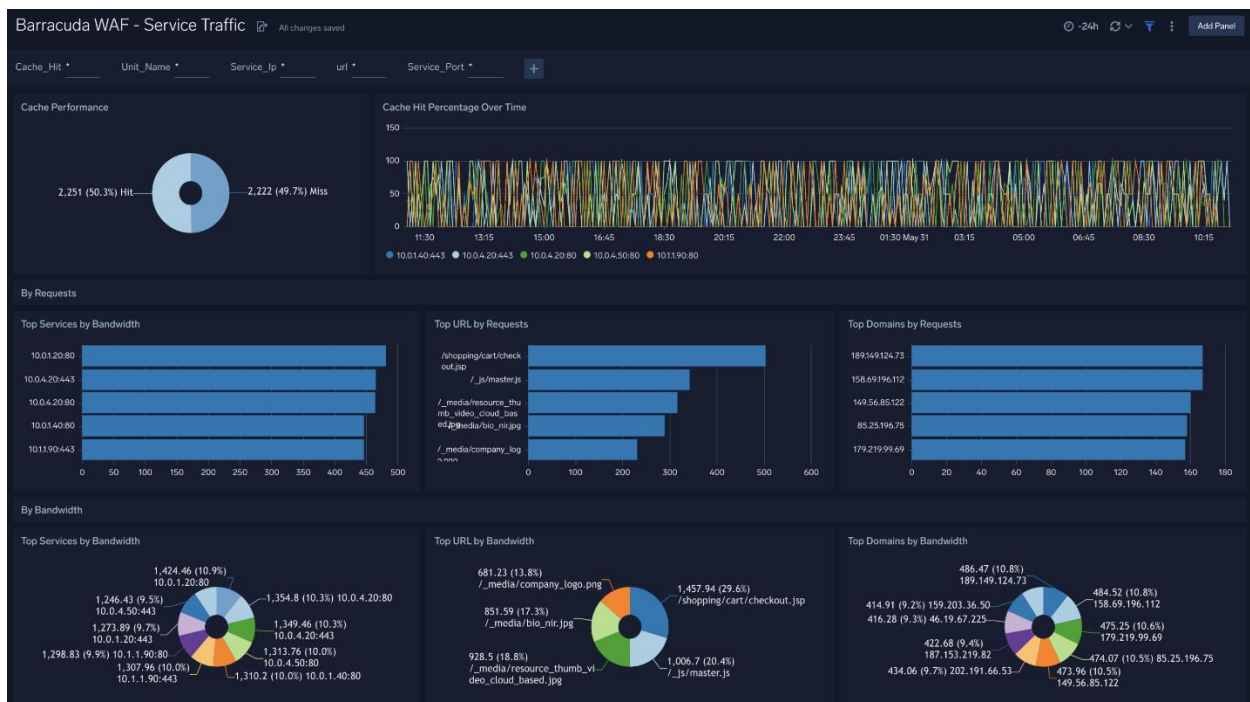 Barracuda WAF - Service Traffic All changes saved -24h Add Panel
Cache_Hit * Unit_Name * Service_Ip * url * Service_Port * +
Cache Performance
2,251 (50.3%) Hit
2,222 (49.7%) Miss
Cache Hit Percentage Over Time
150
100
50
0
11:30 13:15 15:00 16:45 18:30 20:15 22:00 23:45 01:30 May 31 03:15 05:00 06:45 08:30 10:15
10.0.1.40:443 10.0.4.20:443 10.0.4.20:80 10.0.4.50:80 10.1.1.90:80
By Requests
Top Services by Bandwidth
10.0.1.20:80
10.0.4.20:443
10.0.4.20:80
10.0.1.40:80
10.1.1.90:443
0 50 100 150 200 250 300 350 400 450 500
Top URL by Requests
/shopping/cart/check
out.jsp
/_js/master.js
/_media/resource_thu
mb_video_cloud_bas
ed.jpg
/_media/bio_nir.jpg
/_media/company_log
o.png
0 100 200 300 400 500 600
Top Domains by Requests
189.149.124.73
158.69.196.112
149.56.85.122
85.25.196.75
179.219.99.69
0 20 40 60 80 100 120 140 160 180
By Bandwidth
Top Services by Bandwidth
1,424.46 (10.9%)
10.0.1.20:80
1,354.8 (10.3%) 10.0.4.20:80
1,349.46 (10.3%)
10.0.4.20:443
1,313.76 (10.0%)
10.0.4.50:80
1,310.2 (10.0%) 10.0.1.40:80
1,307.96 (10.0%)
10.1.1.90:443
1,298.83 (9.9%) 10.1.1.90:80
1,273.89 (9.7%)
10.0.1.20:443
1,246.43 (9.5%)
10.0.4.50:443
Top URL by Bandwidth
681.23 (13.8%)
/_media/company_logo.png
1,457.94 (29.6%)
/shopping/cart/checkout.jsp
851.59 (17.3%)
/_media/bio_nir.jpg
928.5 (18.8%)
/_media/resource_thumb_vi
deo_cloud_based.jpg
1,006.7 (20.4%)
/_js/master.js
Top Domains by Bandwidth
486.47 (10.8%)
189.149.124.73
484.52 (10.8%)
158.69.196.112
475.25 (10.6%)
179.219.99.69
474.07 (10.5%) 85.25.196.75
473.96 (10.5%)
149.56.85.122
434.06 (9.7%) 202.191.66.53
422.68 (9.4%)
187.153.219.82
416.28 (9.3%) 46.19.67.225
414.91 (9.2%) 159.203.36.50